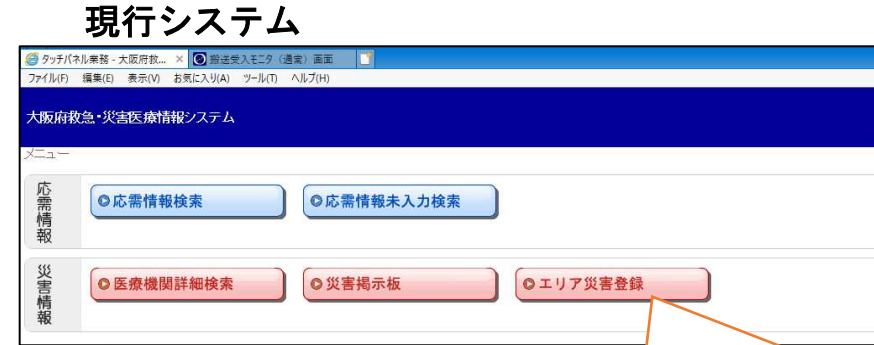 現行システム
タッチパネル業務 - 大阪府救... × 搬送受入モニタ（通常）画面
ファイル(F) 編集(E) 表示(V) お気に入り(A) ツール(T) ヘルプ(H)
大阪府救急・災害医療情報システム
メニュー
応需情報
応需情報検索 応需情報未入力検索
災害情報
医療機関詳細検索 災害掲示板 エリア災害登録